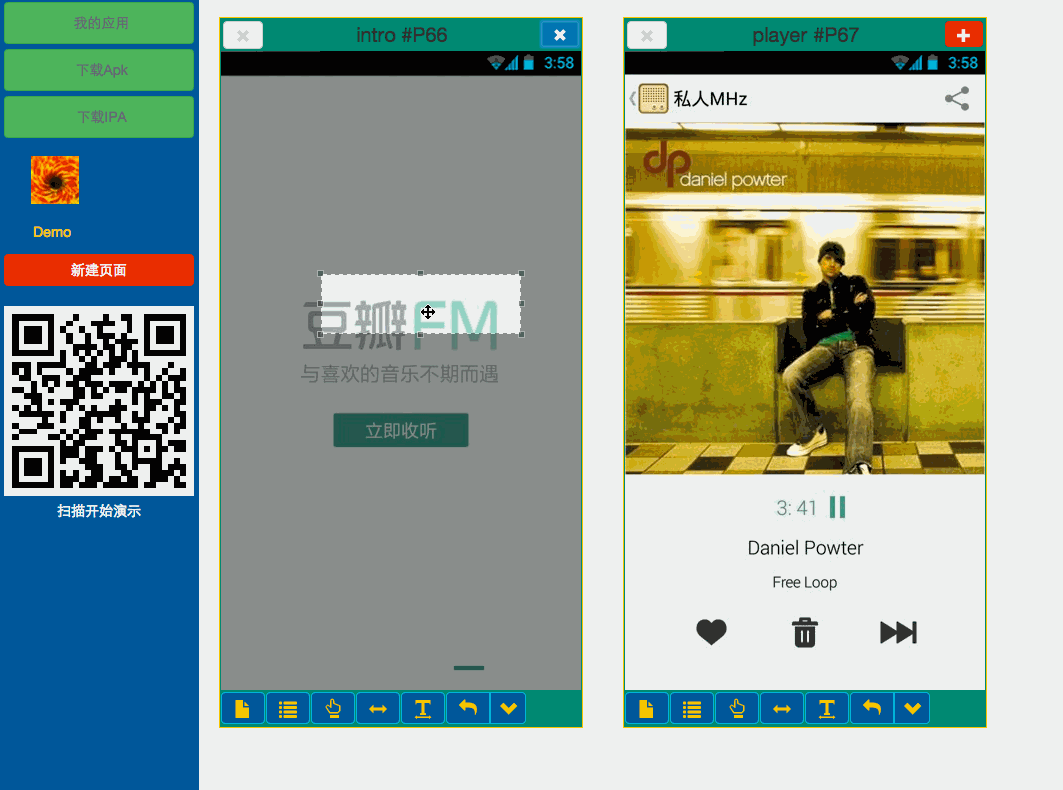 我的应用
下载Apk
下载IPA
Demo
新建页面
扫描开始演示
intro #P66
3:58
豆瓣FM
与喜欢的音乐不期而遇
立即收听
player #P67
3:58
私人MHz
dp
daniel powter
3: 41
Daniel Powter
Free Loop